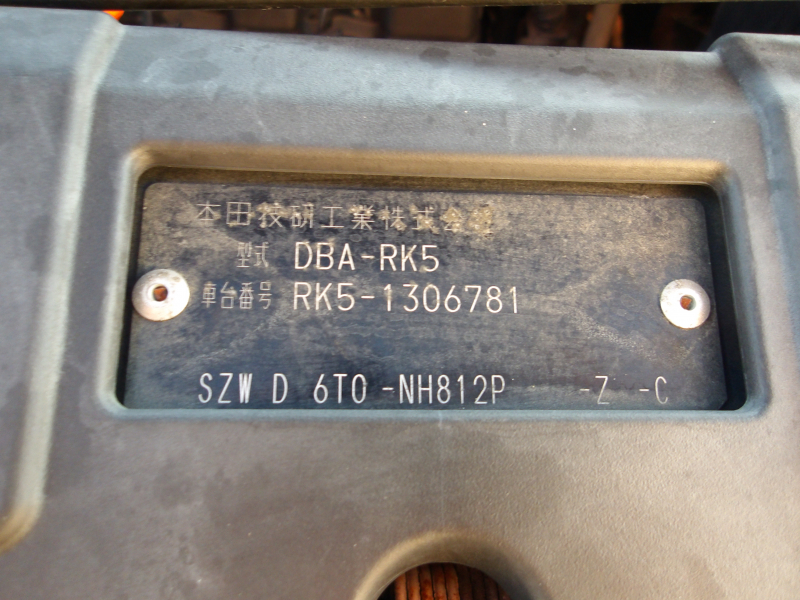 本田技研工業株式会社
型式 DBA-RK5
車台番号 RK5-1306781
SZW D 6T0 -NH812P -Z -C